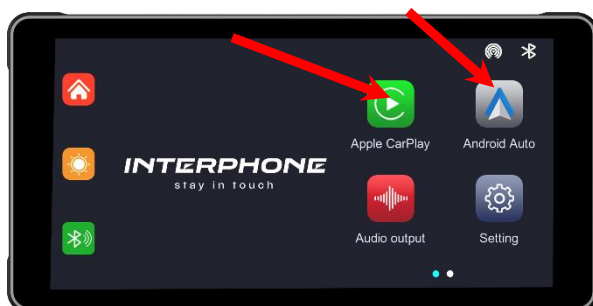 Apple CarPlay Android Auto
INTERPHONE
stay in touch
Audio output Setting